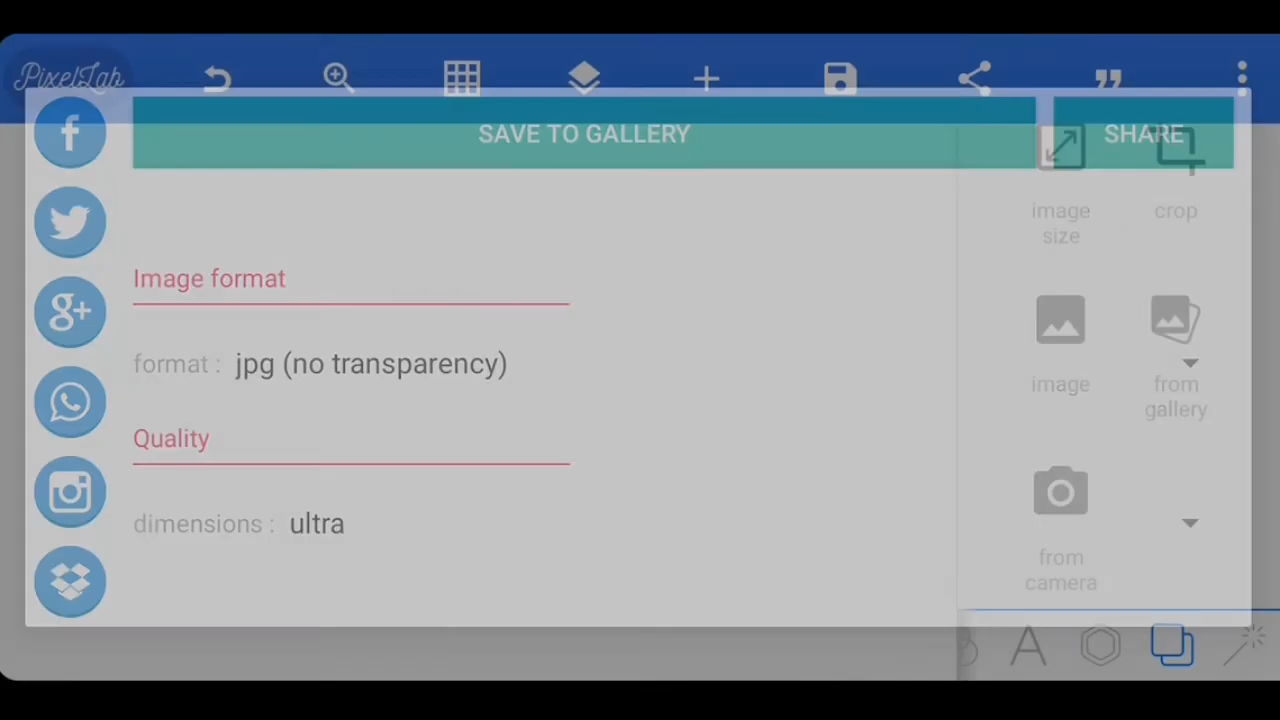 PixelLab
SAVE TO GALLERY
SHARE
image
size
crop
Image format
format : jpg (no transparency)
image
from
gallery
Quality
dimensions : ultra
from
camera